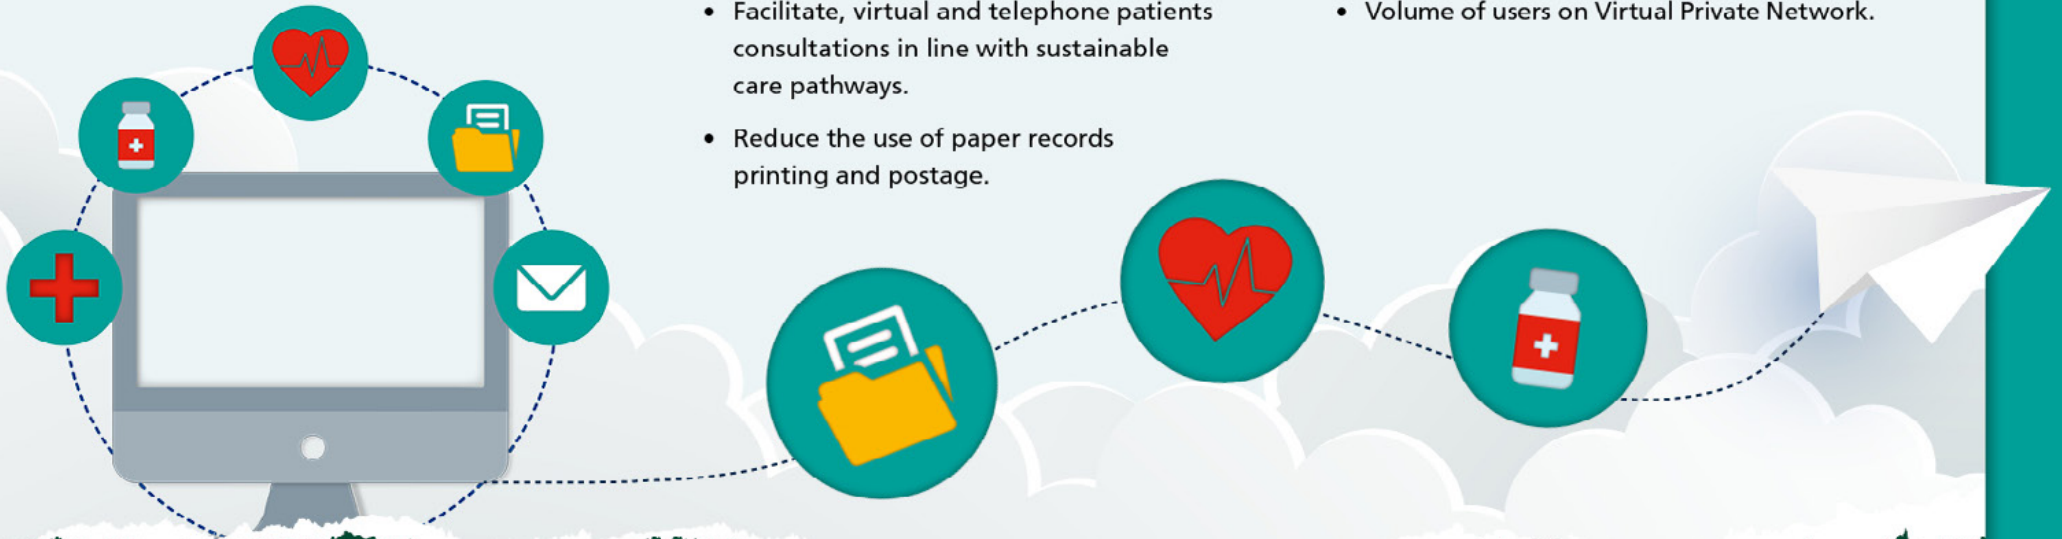 • Facilitate, virtual and telephone patients
consultations in line with sustainable
care pathways.
• Reduce the use of paper records
printing and postage.
• Volume of users on Virtual Private Network.